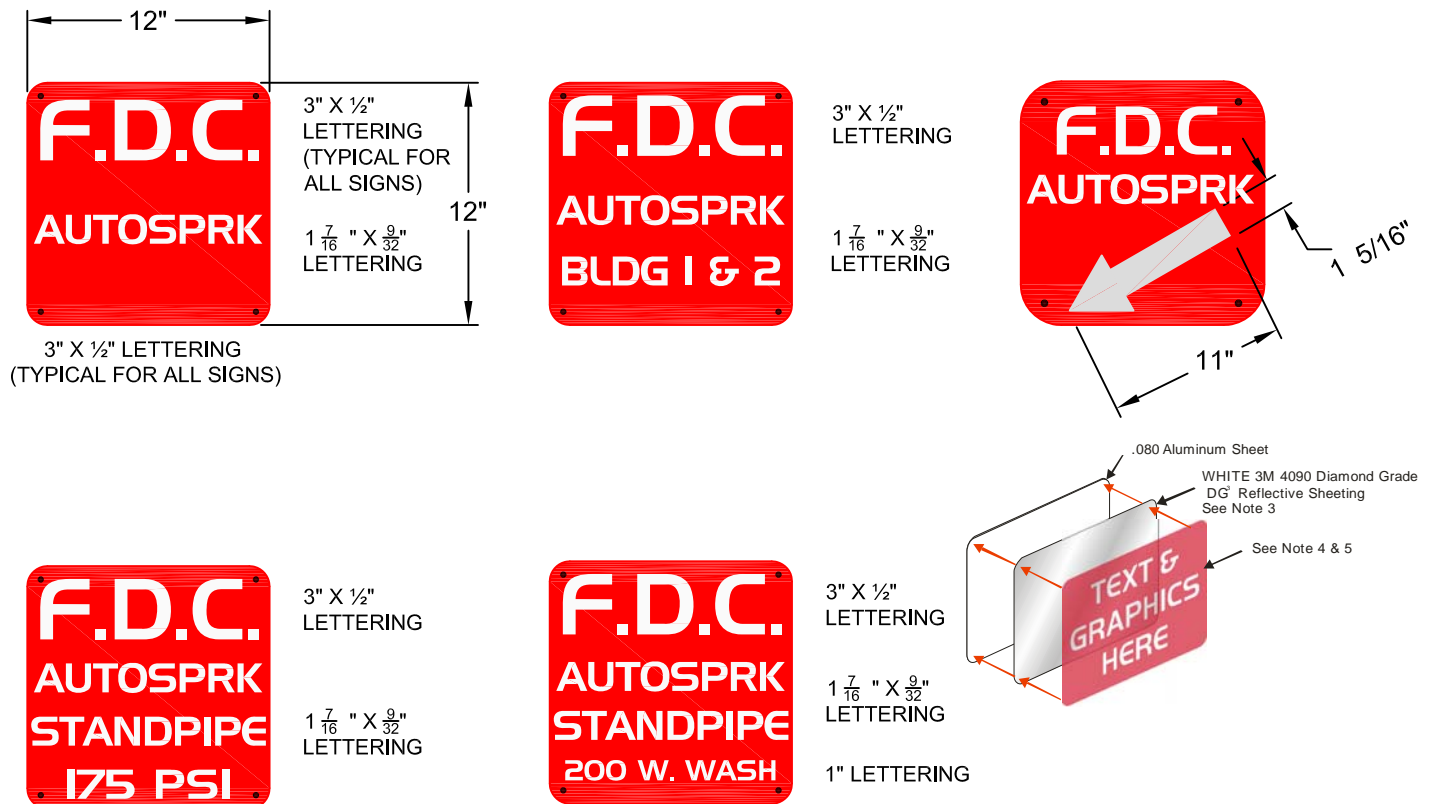 12"
F.D.C.
AUTOSPRK
3" X ½"
LETTERING
(TYPICAL FOR
ALL SIGNS)
1 7/16 " X 9/32"
LETTERING
12"
3" X ½" LETTERING
(TYPICAL FOR ALL SIGNS)
F.D.C.
AUTOSPRK
BLDG 1 & 2
3" X ½"
LETTERING
1 7/16 " X 9/32"
LETTERING
F.D.C.
AUTOSPRK
1 5/16"
11"
F.D.C.
AUTOSPRK
STANDPIPE
175 PSI
3" X ½"
LETTERING
1 7/16 " X 9/32"
LETTERING
F.D.C.
AUTOSPRK
STANDPIPE
200 W. WASH
3" X ½"
LETTERING
1 7/16 " X 9/32"
LETTERING
1" LETTERING
.080 Aluminum Sheet
WHITE 3M 4090 Diamond Grade
DG³ Reflective Sheeting
See Note 3
See Note 4 & 5
TEXT &
GRAPHICS
HERE